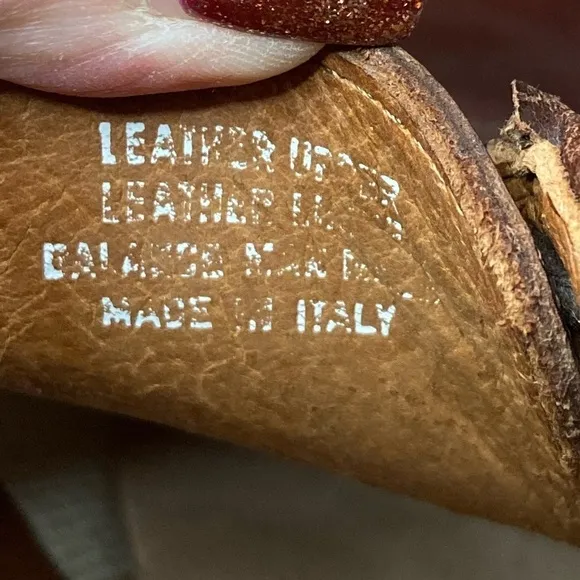 LEATHER UPPER
LEATHER
BALANCE MAN
MADE IN ITALY